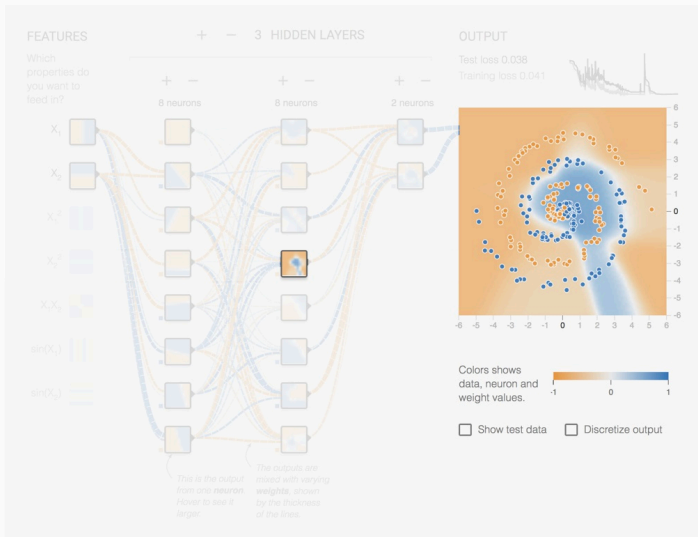 FEATURES
Which
properties do
you want to
feed in?
+ − 3 HIDDEN LAYERS
+ −
8 neurons
+ −
8 neurons
+ −
2 neurons
OUTPUT
Test loss 0.036
Training loss 0.041
X₁
X₂
X₁²
X₂²
X₁X₂
sin(X₁)
sin(X₂)
This is the output
from one neuron.
Hover to see it
larger.
The outputs are
mixed with varying
weights, shown
by the thickness
of the lines.
6
5
4
3
2
1
0
-1
-2
-3
-4
-5
-6
-6 -5 -4 -3 -2 -1 0 1 2 3 4 5 6
Colors shows
data, neuron and
weight values.
-1 0 1
Show test data
Discretize output